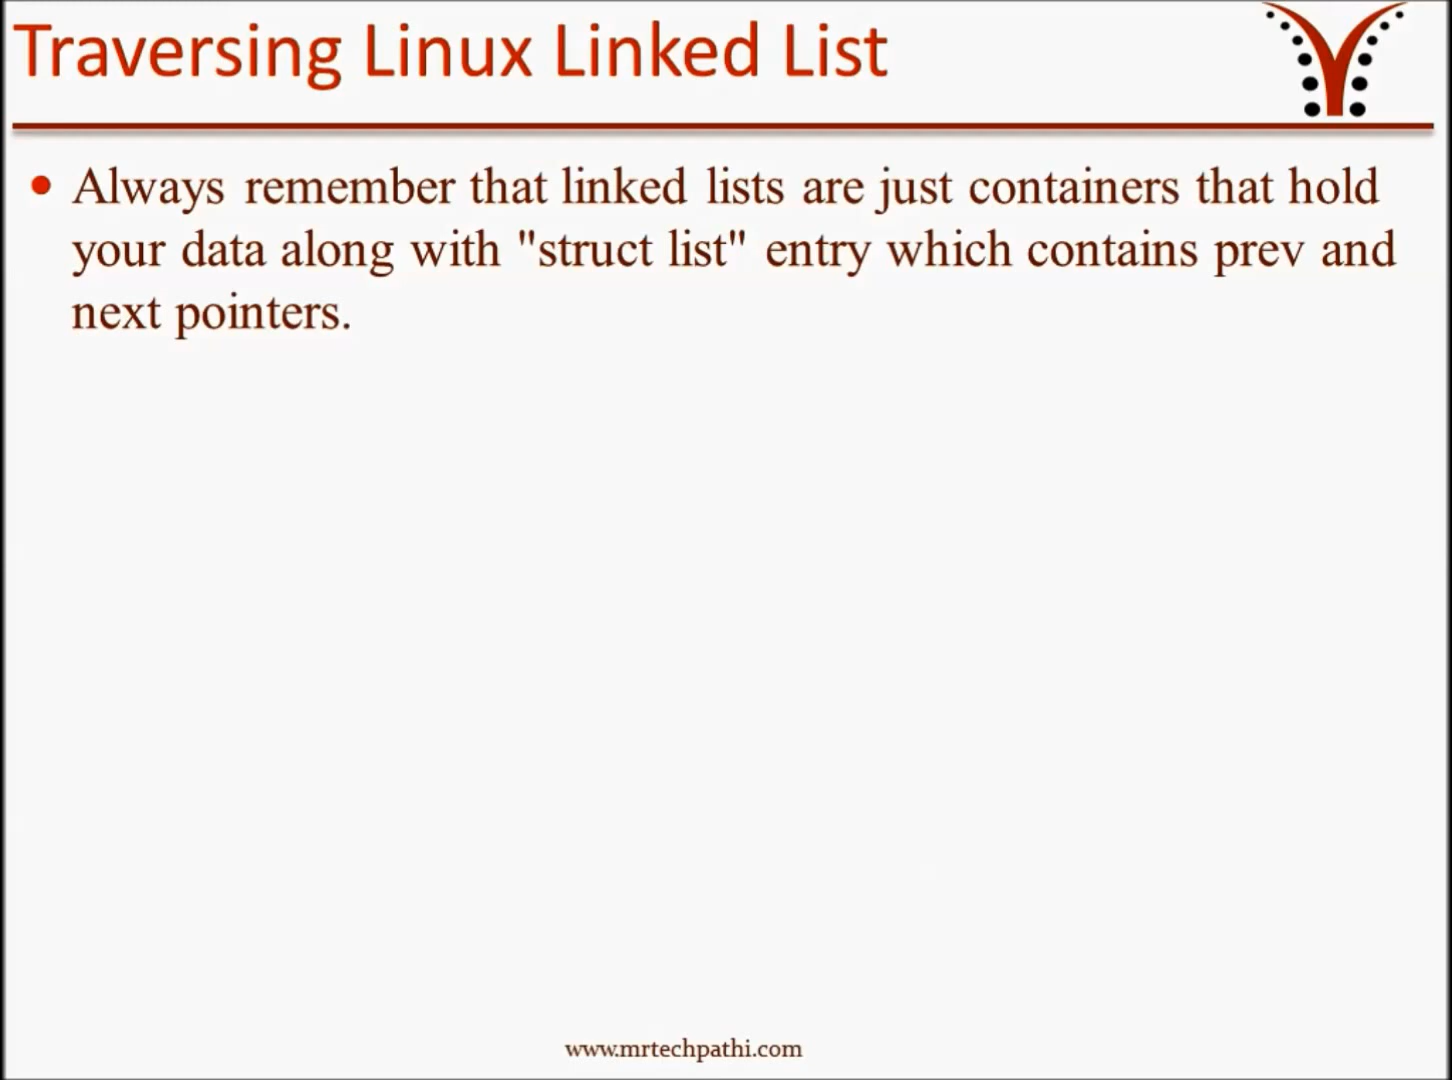 Traversing Linux Linked List
• Always remember that linked lists are just containers that hold
your data along with "struct list" entry which contains prev and
next pointers.
www.mrtechpathi.com